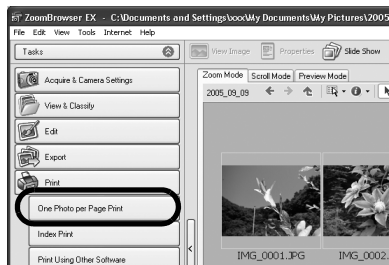 ZoomBrowser EX - C:\Documents and Settings\xxx\My Documents\My Pictures\2005
File Edit View Tools Internet Help
Tasks
View Image Properties Slide Show
Acquire & Camera Settings
View & Classify
Edit
Export
Print
One Photo per Page Print
Index Print
Print Using Other Software
Zoom Mode Scroll Mode Preview Mode
2005_09_09
IMG_0001.JPG IMG_0002.